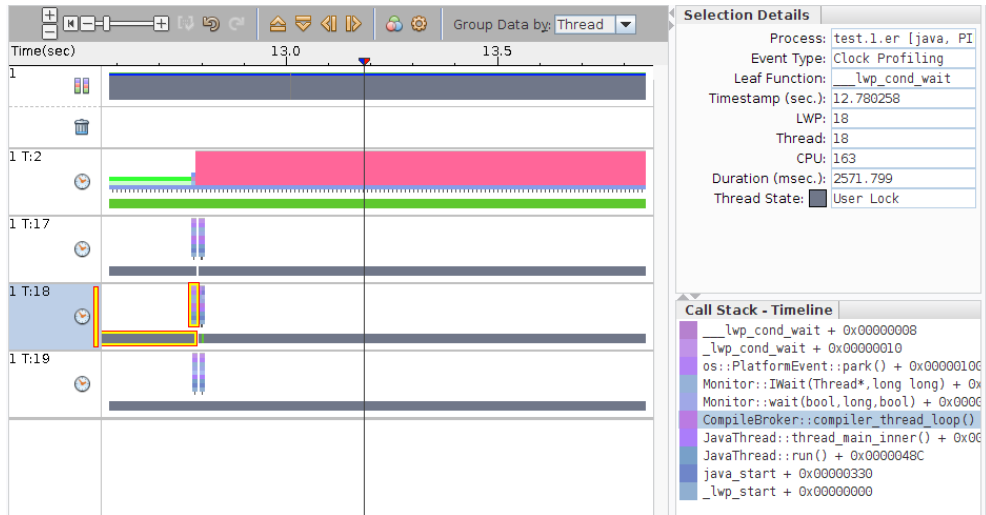 Group Data by: Thread
Time(sec)
13.0
13.5
1
1 T:2
1 T:17
1 T:18
1 T:19
Selection Details
Process: test.1.er [java, PI
Event Type: Clock Profiling
Leaf Function: ___lwp_cond_wait
Timestamp (sec.): 12.780258
LWP: 18
Thread: 18
CPU: 163
Duration (msec.): 2571.799
Thread State: User Lock
Call Stack - Timeline
___lwp_cond_wait + 0x00000008
_lwp_cond_wait + 0x00000010
os::PlatformEvent::park() + 0x0000010
Monitor::IWait(Thread*,long long) + 0x
Monitor::wait(bool,long,bool) + 0x000
CompileBroker::compiler_thread_loop()
JavaThread::thread_main_inner() + 0x0
JavaThread::run() + 0x0000048C
java_start + 0x00000330
_lwp_start + 0x00000000